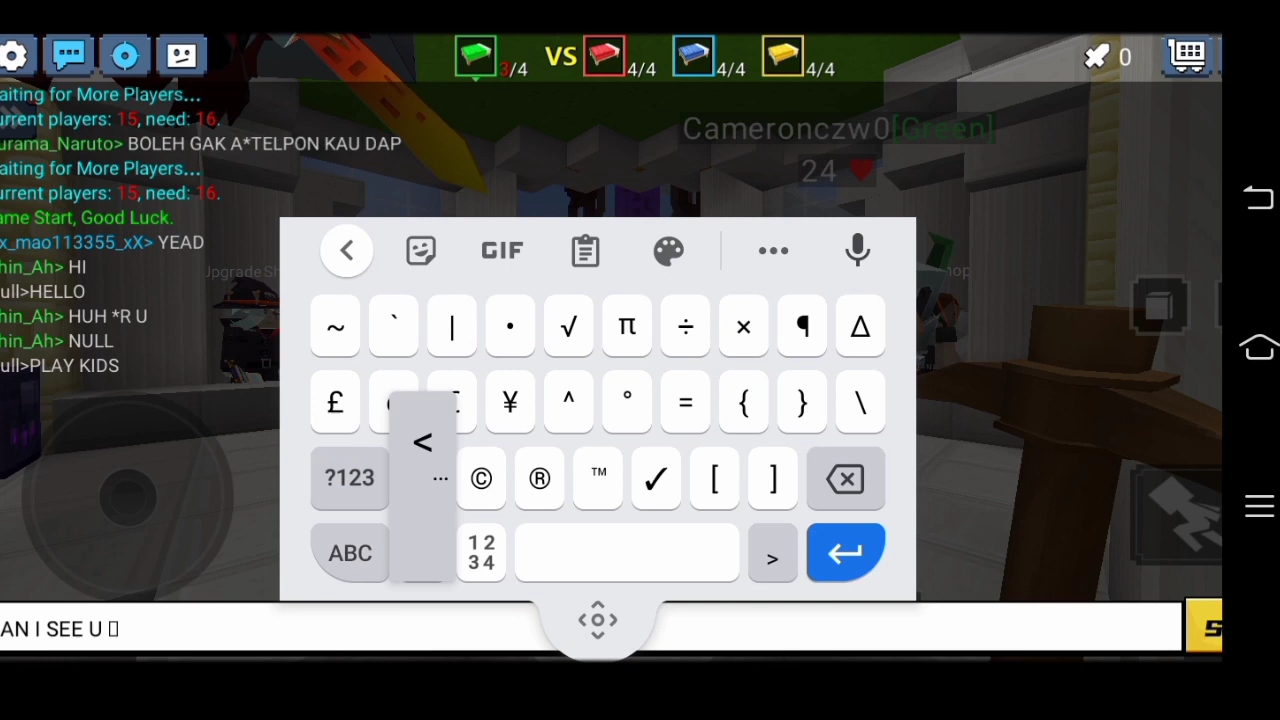 3/4 VS 4/4 4/4 4/4 0
aiting for More Players...
urrent players: 15, need: 16.
urama_Naruto> BOLEH GAK A*TELPON KAU DAP
aiting for More Players...
urrent players: 15, need: 16.
ame Start, Good Luck.
x_mao113355_xX> YEAD
hin_Ah> HI
ull>HELLO
hin_Ah> HUH *R U
hin_Ah> NULL
ull>PLAY KIDS
Cameronczw0[Green]
24
UpgradeSh
hop
GIF
~ ` | • √ π ÷ × ¶ Δ
£ ¥ ^ ° = { } \
?123 < © ® ™ ✓ [ ]
ABC 12 >
34
AN I SEE U
S